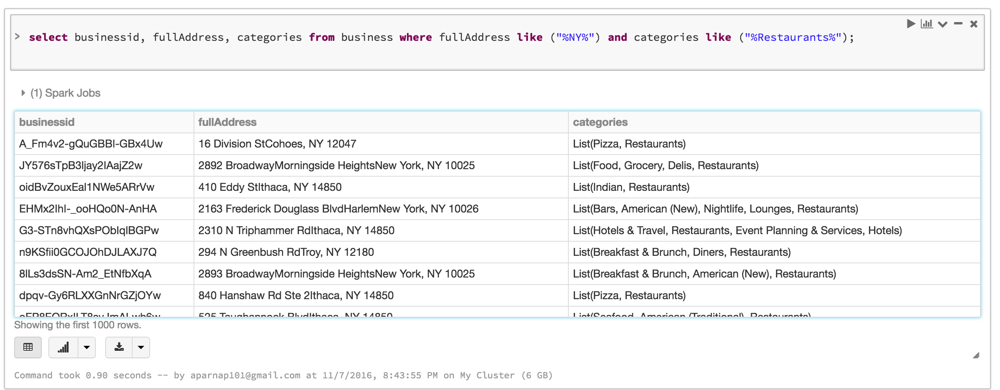 > select businessid, fullAddress, categories from business where fullAddress like ("%NY%") and categories like ("%Restaurants%");
(1) Spark Jobs
businessid fullAddress categories
A_Fm4v2-gQuGBBI-GBx4Uw 16 Division StCohoes, NY 12047 List(Pizza, Restaurants)
JY576sTpB3ljay2IAajZ2w 2892 BroadwayMorningside HeightsNew York, NY 10025 List(Food, Grocery, Delis, Restaurants)
oidBvZouxEal1NWe5ARrVw 410 Eddy StIthaca, NY 14850 List(Indian, Restaurants)
EHMx2lhI-_ooHQo0N-AnHA 2163 Frederick Douglass BlvdHarlemNew York, NY 10026 List(Bars, American (New), Nightlife, Lounges, Restaurants)
G3-STn8vhQXsPObIqIBGPw 2310 N Triphammer RdIthaca, NY 14850 List(Hotels & Travel, Restaurants, Event Planning & Services, Hotels)
n9KSfii0GCOJOhDJLAXJ7Q 294 N Greenbush RdTroy, NY 12180 List(Breakfast & Brunch, Diners, Restaurants)
8lLs3dsSN-Am2_EtNfbXqA 2893 BroadwayMorningside HeightsNew York, NY 10025 List(Breakfast & Brunch, American (New), Restaurants)
dpqv-Gy6RLXXGnNrGZjOYw 840 Hanshaw Rd Ste 2Ithaca, NY 14850 List(Pizza, Restaurants)
525 Taughannock BlvdIthaca, NY 14850 List(Seafood, American (Traditional), Restaurants)
Showing the first 1000 rows.
Command took 0.90 seconds -- by aparnap101@gmail.com at 11/7/2016, 8:43:55 PM on My Cluster (6 GB)